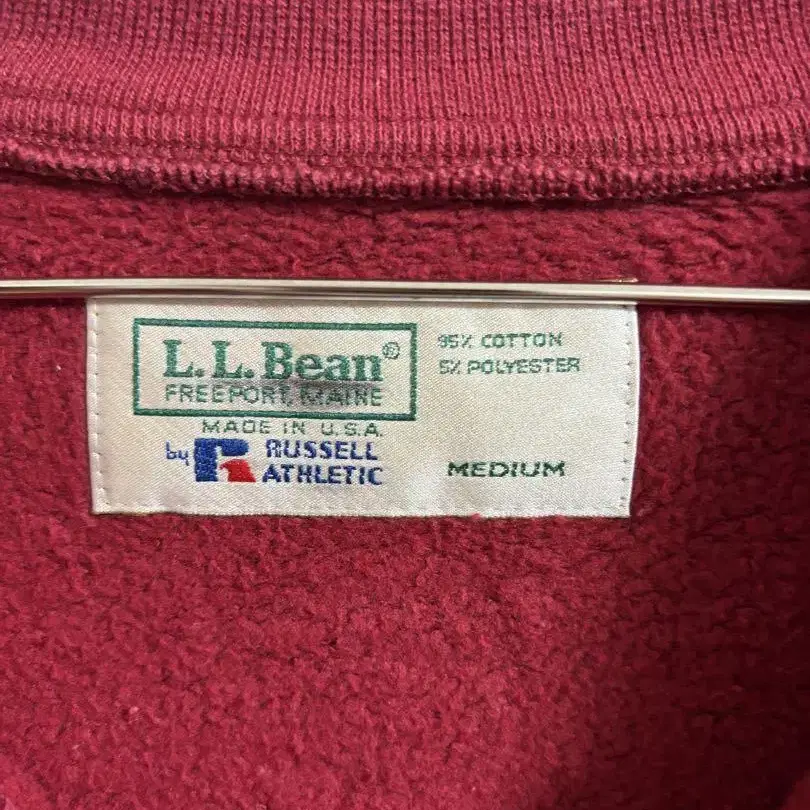 L.L.Bean®
FREEPORT, MAINE
MADE IN U.S.A.
by RUSSELL
ATHLETIC
95% COTTON
5% POLYESTER
MEDIUM